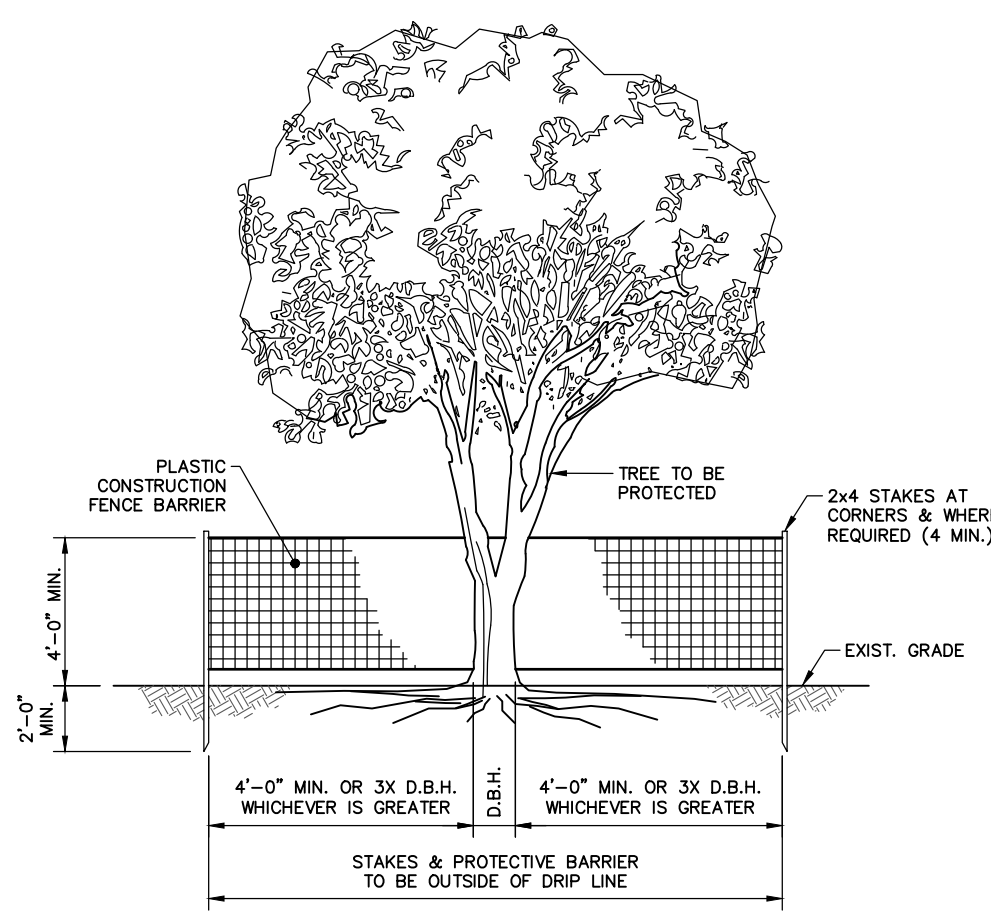 PLASTIC
CONSTRUCTION
FENCE BARRIER
TREE TO BE
PROTECTED
2x4 STAKES AT
CORNERS & WHER
REQUIRED (4 MIN.)
4'-0" MIN.
EXIST. GRADE
2'-0"
MIN.
4'-0" MIN. OR 3X D.B.H.
WHICHEVER IS GREATER
D.B.H.
4'-0" MIN. OR 3X D.B.H.
WHICHEVER IS GREATER
STAKES & PROTECTIVE BARRIER
TO BE OUTSIDE OF DRIP LINE